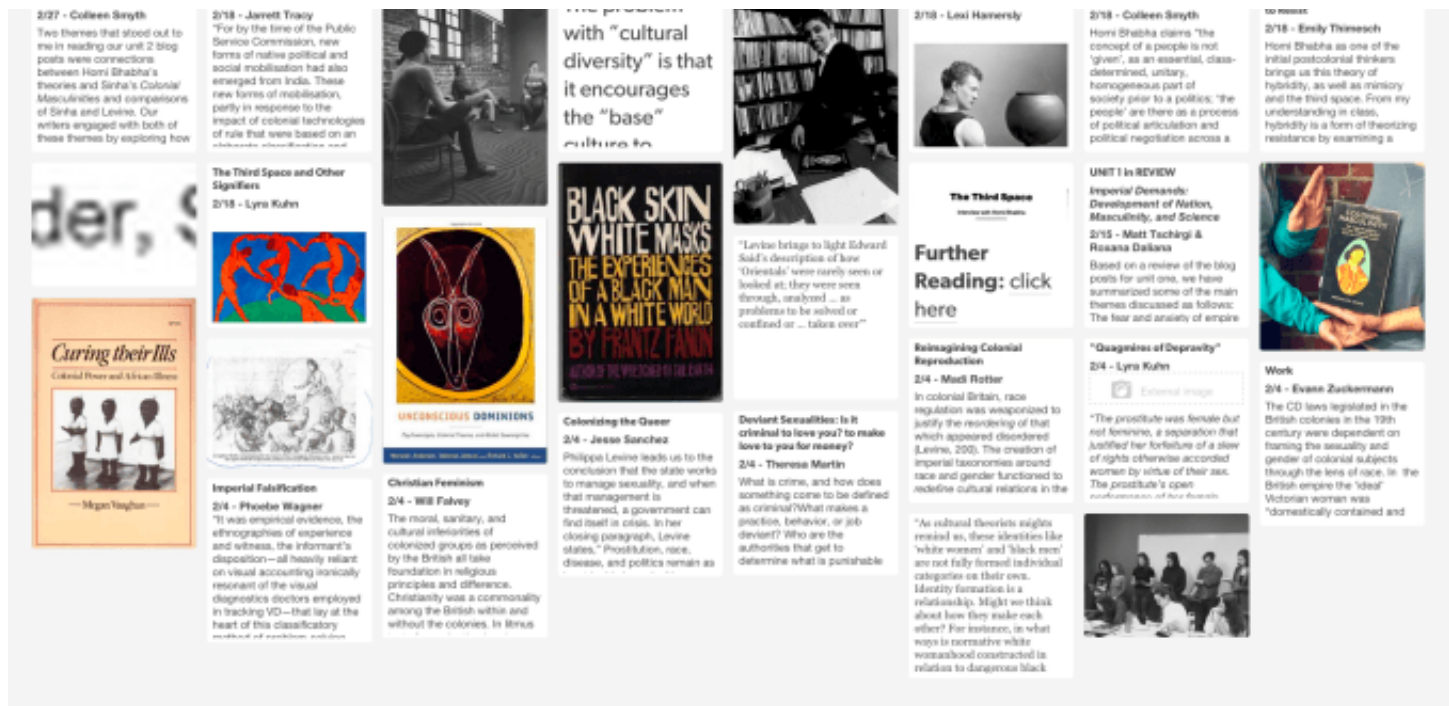 2/27 - Colleen Smyth
Two themes that stood out to
me in reading our unit 2 blog
posts were connections
between Homi Bhabha's
theories and Sinha's Colonial
Masculinities and comparisons
of Sinha and Levine. Our
writers engaged with both of
these themes by exploring how
der, S
Curing their Ills
Colonial Power and African Illness
Megan Vaughan
2/18 - Jarrett Tracy
"For by the time of the Public
Service Commission, new
forms of native political and
social mobilisation had also
emerged from India. These
new forms of mobilisation,
partly in response to the
impact of colonial technologies
of rule that were based on an
elaborate classification and
The Third Space and Other
Signifiers
2/18 - Lyra Kuhn
Imperial Falsification
2/4 - Phoebe Wagner
"It was empirical evidence, the
ethnographies of experience
and witness, the informant's
disposition—all heavily reliant
on visual accounting ironically
resonant of the visual
diagnostics doctors employed
in tracking VD—that lay at the
heart of this classificatory
method of problem solving
UNCONSCIOUS DOMINIONS
Christian Feminism
2/4 - Will Falvey
The moral, sanitary, and
cultural inferiorities of
colonized groups as perceived
by the British all take
foundation in religious
principles and difference.
Christianity was a commonality
among the British within and
without the colonies. In litmus
The problem
with "cultural
diversity" is that
it encourages
the "base"
culture to
BLACK SKIN
WHITE MASKS
THE EXPERIENCES
OF A BLACK MAN
IN A WHITE WORLD
BY FRANTZ FANON
AUTHOR OF THE WRETCHED OF THE EARTH
Colonizing the Queer
2/4 - Jesse Sanchez
Philippa Levine leads us to the
conclusion that the state works
to manage sexuality, and when
that management is
threatened, a government can
find itself in crisis. In her
closing paragraph, Levine
states," Prostitution, race,
disease, and politics remain as
"Levine brings to light Edward
Said's description of how
'Orientals' were rarely seen or
looked at; they were seen
through, analyzed ... as
problems to be solved or
confined or ... taken over"
Deviant Sexualities: Is it
criminal to love you? to make
love to you for money?
2/4 - Theresa Martin
What is crime, and how does
something come to be defined
as criminal?What makes a
practice, behavior, or job
deviant? Who are the
authorities that get to
determine what is punishable
2/18 - Lexi Hamersly
The Third Space
Interview with Homi Bhabha
Further
Reading: click
here
Reimagining Colonial
Reproduction
2/4 - Madi Rotter
In colonial Britain, race
regulation was weaponized to
justify the reordering of that
which appeared disordered
(Levine, 200). The creation of
imperial taxonomies around
race and gender functioned to
redefine cultural relations in the
"As cultural theorists might
remind us, these identities like
'white women' and 'black men'
are not fully formed individual
categories on their own.
Identity formation is a
relationship. Might we think
about how they make each
other? For instance, in what
ways is normative white
womanhood constructed in
relation to dangerous black
2/18 - Colleen Smyth
Homi Bhabha claims "the
concept of a people is not
'given', as an essential, class-
determined, unitary,
homogeneous part of
society prior to a politics; 'the
people' are there as a process
of political articulation and
political negotiation across a
UNIT 1 in REVIEW
Imperial Demands:
Development of Nation,
Masculinity, and Science
2/15 - Matt Tschirgi &
Roxana Daliana
Based on a review of the blog
posts for unit one, we have
summarized some of the main
themes discussed as follows:
The fear and anxiety of empire
"Quagmires of Depravity"
2/4 - Lyra Kuhn
External image
"The prostitute was female but
not feminine, a separation that
justified her forfeiture of a slew
of rights otherwise accorded
women by virtue of their sex.
The prostitute's open
performance of her female
to Resist
2/18 - Emily Thimesch
Homi Bhabha as one of the
initial postcolonial thinkers
brings us this theory of
hybridity, as well as mimicry
and the third space. From my
understanding in class,
hybridity is a form of theorizing
resistance by examining a
COLONIAL
MASCULINITY
Work
2/4 - Evann Zuckermann
The CD laws legislated in the
British colonies in the 19th
century were dependent on
framing the sexuality and
gender of colonial subjects
through the lens of race. In the
British empire the 'ideal'
Victorian woman was
"domestically contained and